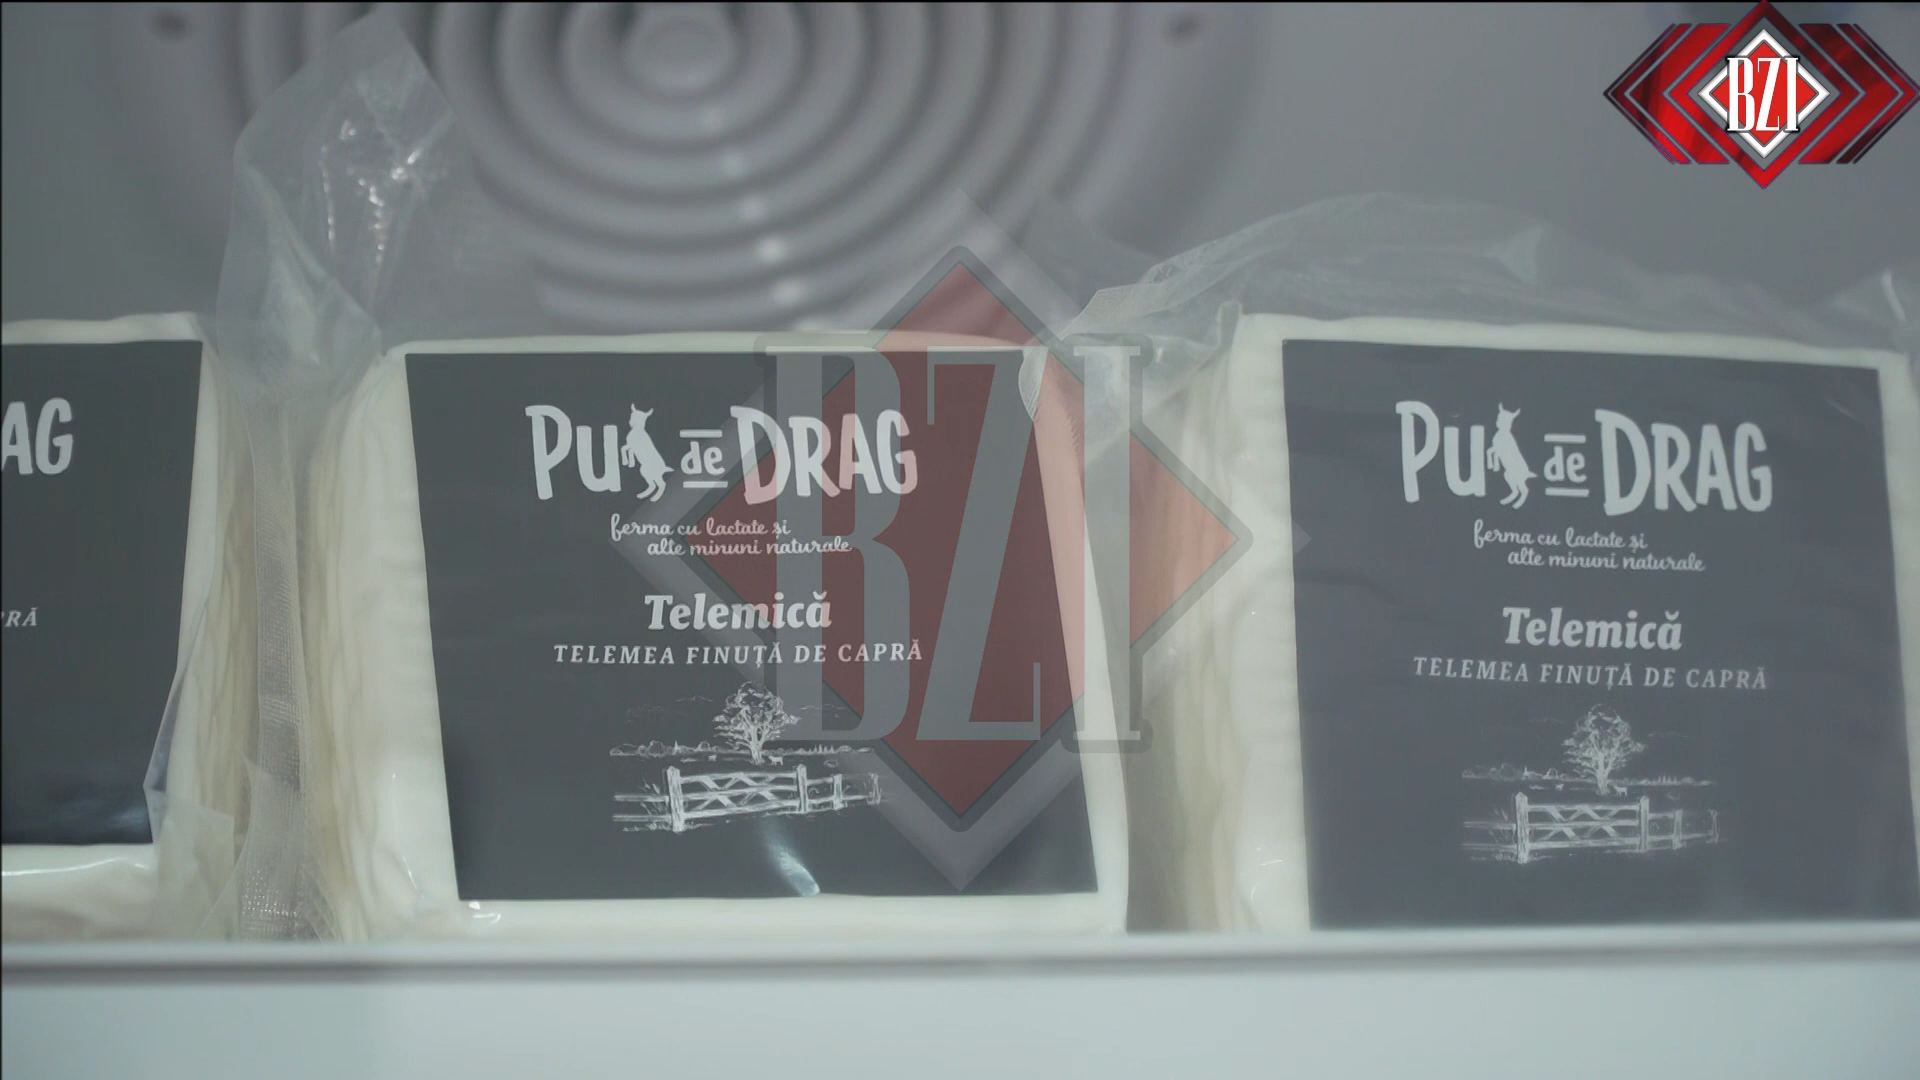 BZI
AG
PRĂ
PUI de DRAG
ferma cu lactate și
alte minuni naturale
Telemică
TELEMEA FINUȚĂ DE CAPRĂ
BZI
PUI de DRAG
ferma cu lactate și
alte minuni naturale
Telemică
TELEMEA FINUȚĂ DE CAPRĂ